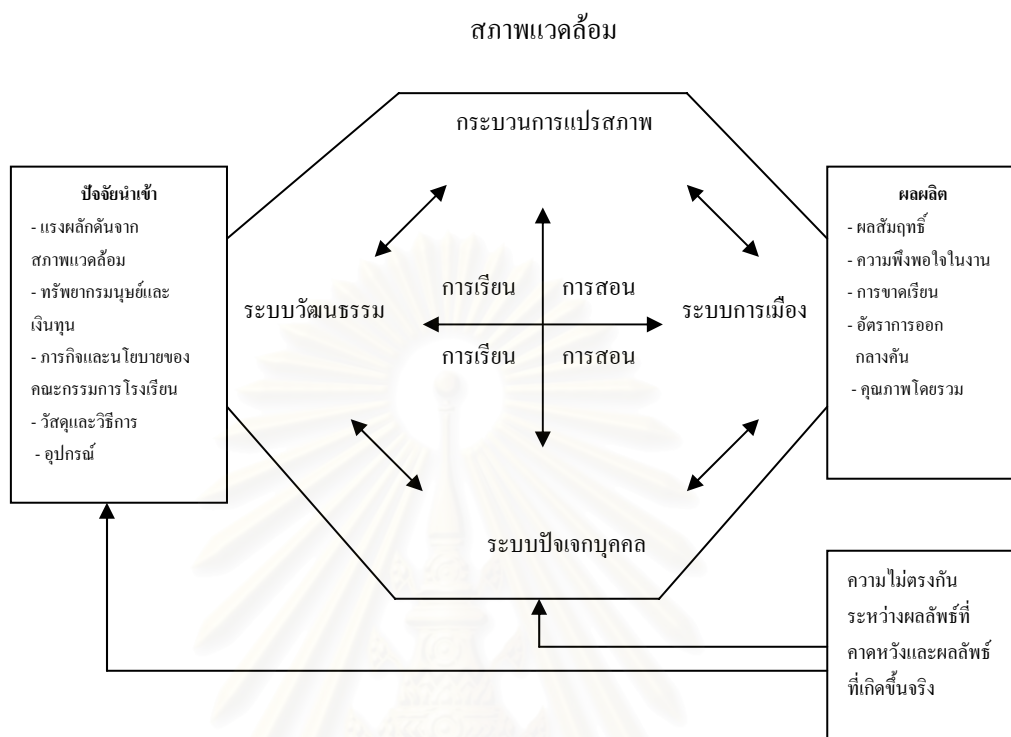 สภาพแวดล้อม
กระบวนการแปรสภาพ
ปัจจัยนำเข้า
- แรงผลักดันจาก
สภาพแวดล้อม
- ทรัพยากรมนุษย์และ
เงินทุน
- ภารกิจและนโยบายของ
คณะกรรมการโรงเรียน
- วัสดุและวิธีการ
- อุปกรณ์
ระบบวัฒนธรรม
การเรียน การสอน
การเรียน การสอน
ระบบการเมือง
ระบบปัจเจกบุคคล
ผลผลิต
- ผลสัมฤทธิ์
- ความพึงพอใจในงาน
- การขาดเรียน
- อัตราการออก
กลางคัน
- คุณภาพโดยรวม
ความไม่ตรงกัน
ระหว่างผลลัพธ์ที่
คาดหวังและผลลัพธ์
ที่เกิดขึ้นจริง